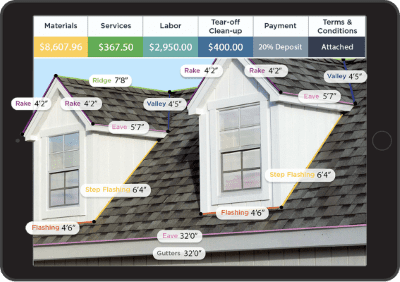 Materials Services Labor Tear-off Clean-up Payment Terms & Conditions
$8,607.96 $367.50 $2,950.00 $400.00 20% Deposit Attached
Rake 4'2" Rake 4'2"
Ridge 7'8" Valley 4'5"
Rake 4'2" Rake 4'2" Valley 4'5" Eave 5'7"
Eave 5'7"
Step Flashing 6'4"
Step Flashing 6'4"
Flashing 4'6"
Flashing 4'6"
Eave 32'0"
Gutters 32'0"